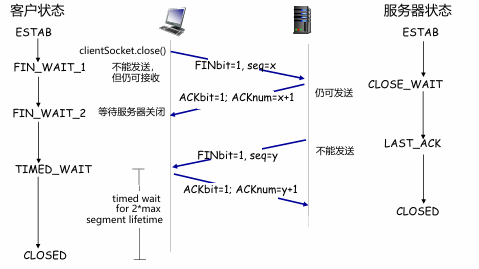 客户状态
服务器状态
ESTAB
ESTAB
clientSocket.close()
FIN_WAIT_1
不能发送,
但仍可接收
FINbit=1, seq=x
CLOSE_WAIT
仍可发送
ACKbit=1; ACKnum=x+1
FIN_WAIT_2
等待服务器关闭
LAST_ACK
不能发送
FINbit=1, seq=y
TIMED_WAIT
ACKbit=1; ACKnum=y+1
timed wait
for 2*max
segment lifetime
CLOSED
CLOSED